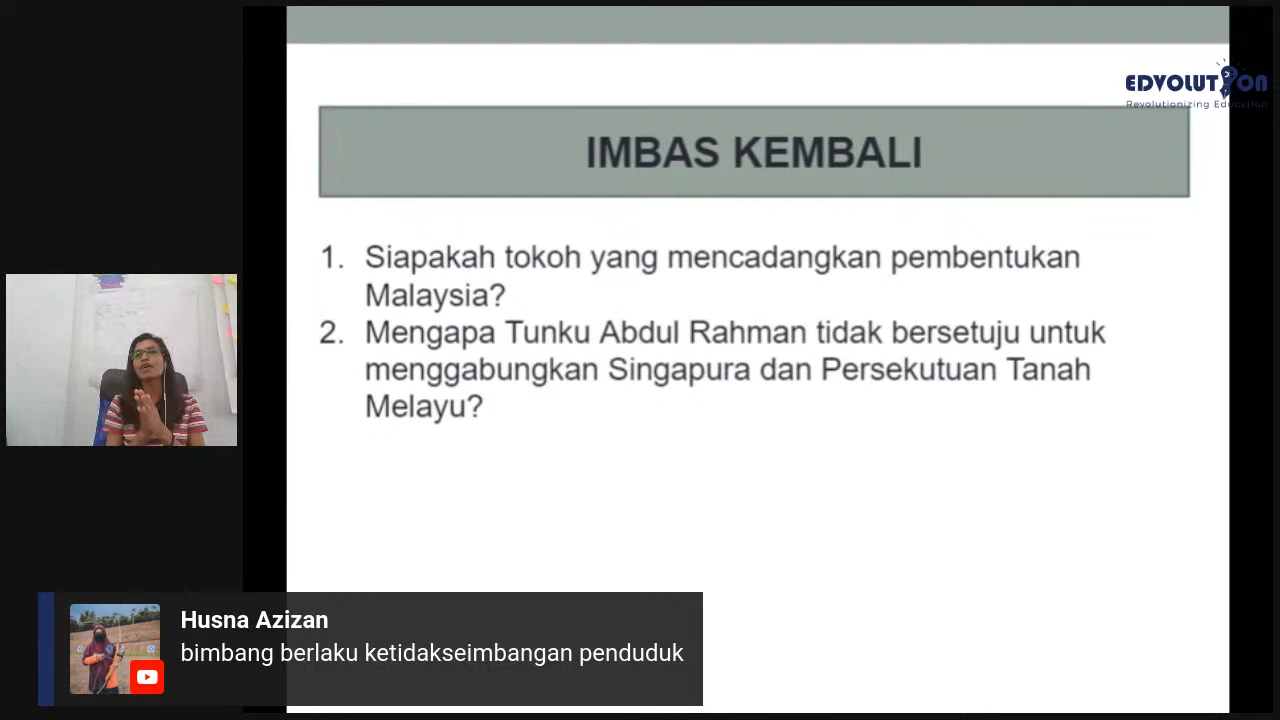 EDVOLUTION
Revolutionizing Education
IMBAS KEMBALI
1. Siapakah tokoh yang mencadangkan pembentukan
Malaysia?
2. Mengapa Tunku Abdul Rahman tidak bersetuju untuk
menggabungkan Singapura dan Persekutuan Tanah
Melayu?
Husna Azizan
bimbang berlaku ketidakseimbangan penduduk